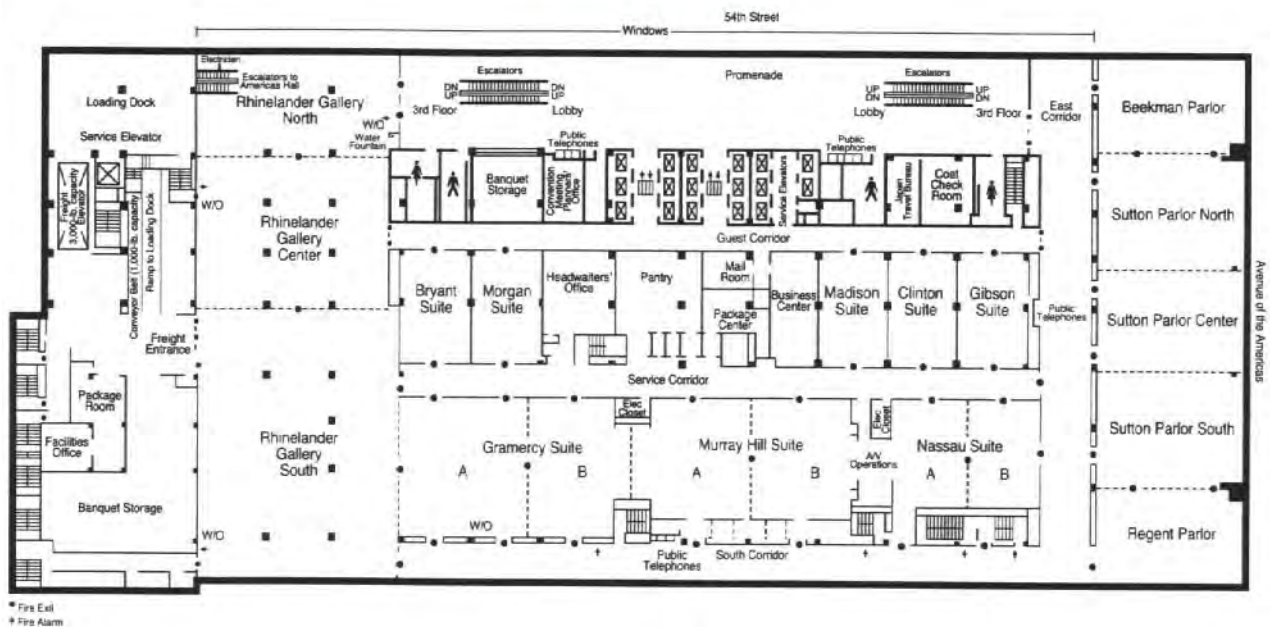 54th Street
Windows
Electrician
Escalators to
Americas Hall
Loading Dock
Rhinelander Gallery
North
W/O
Water
Fountain
Escalators
DN
UP
DN
UP
3rd Floor
Lobby
Public
Telephones
Promenade
Escalators
UP
DN
UP
DN
Lobby
3rd Floor
Public
Telephones
East
Corridor
Beekman Parlor
Service Elevator
Freight
3,000-lb. capacity
Elevator
Conveyor Belt (1,000-lb. capacity)
Ramp to Loading Dock
W/O
Rhinelander
Gallery
Center
Banquet
Storage
Convention
Meeting
Planners'
Office
Service Elevators
Japan
Travel Bureau
Coat
Check
Room
Sutton Parlor North
Guest Corridor
Bryant
Suite
Morgan
Suite
Headwaiters'
Office
Pantry
Mail
Room
Package
Center
Business
Center
Madison
Suite
Clinton
Suite
Gibson
Suite
Public
Telephones
Sutton Parlor Center
Avenue of the Americas
Freight
Entrance
Service Corridor
Package
Room
Facilities
Office
Banquet Storage
W/O
Rhinelander
Gallery
South
Gramercy Suite
A
B
W/O
Elec
Closet
Murray Hill Suite
A
B
Elec
Closet
A/V
Operations
Nassau Suite
A
B
Sutton Parlor South
Regent Parlor
Public
Telephones
South Corridor
Fire Exit
Fire Alarm